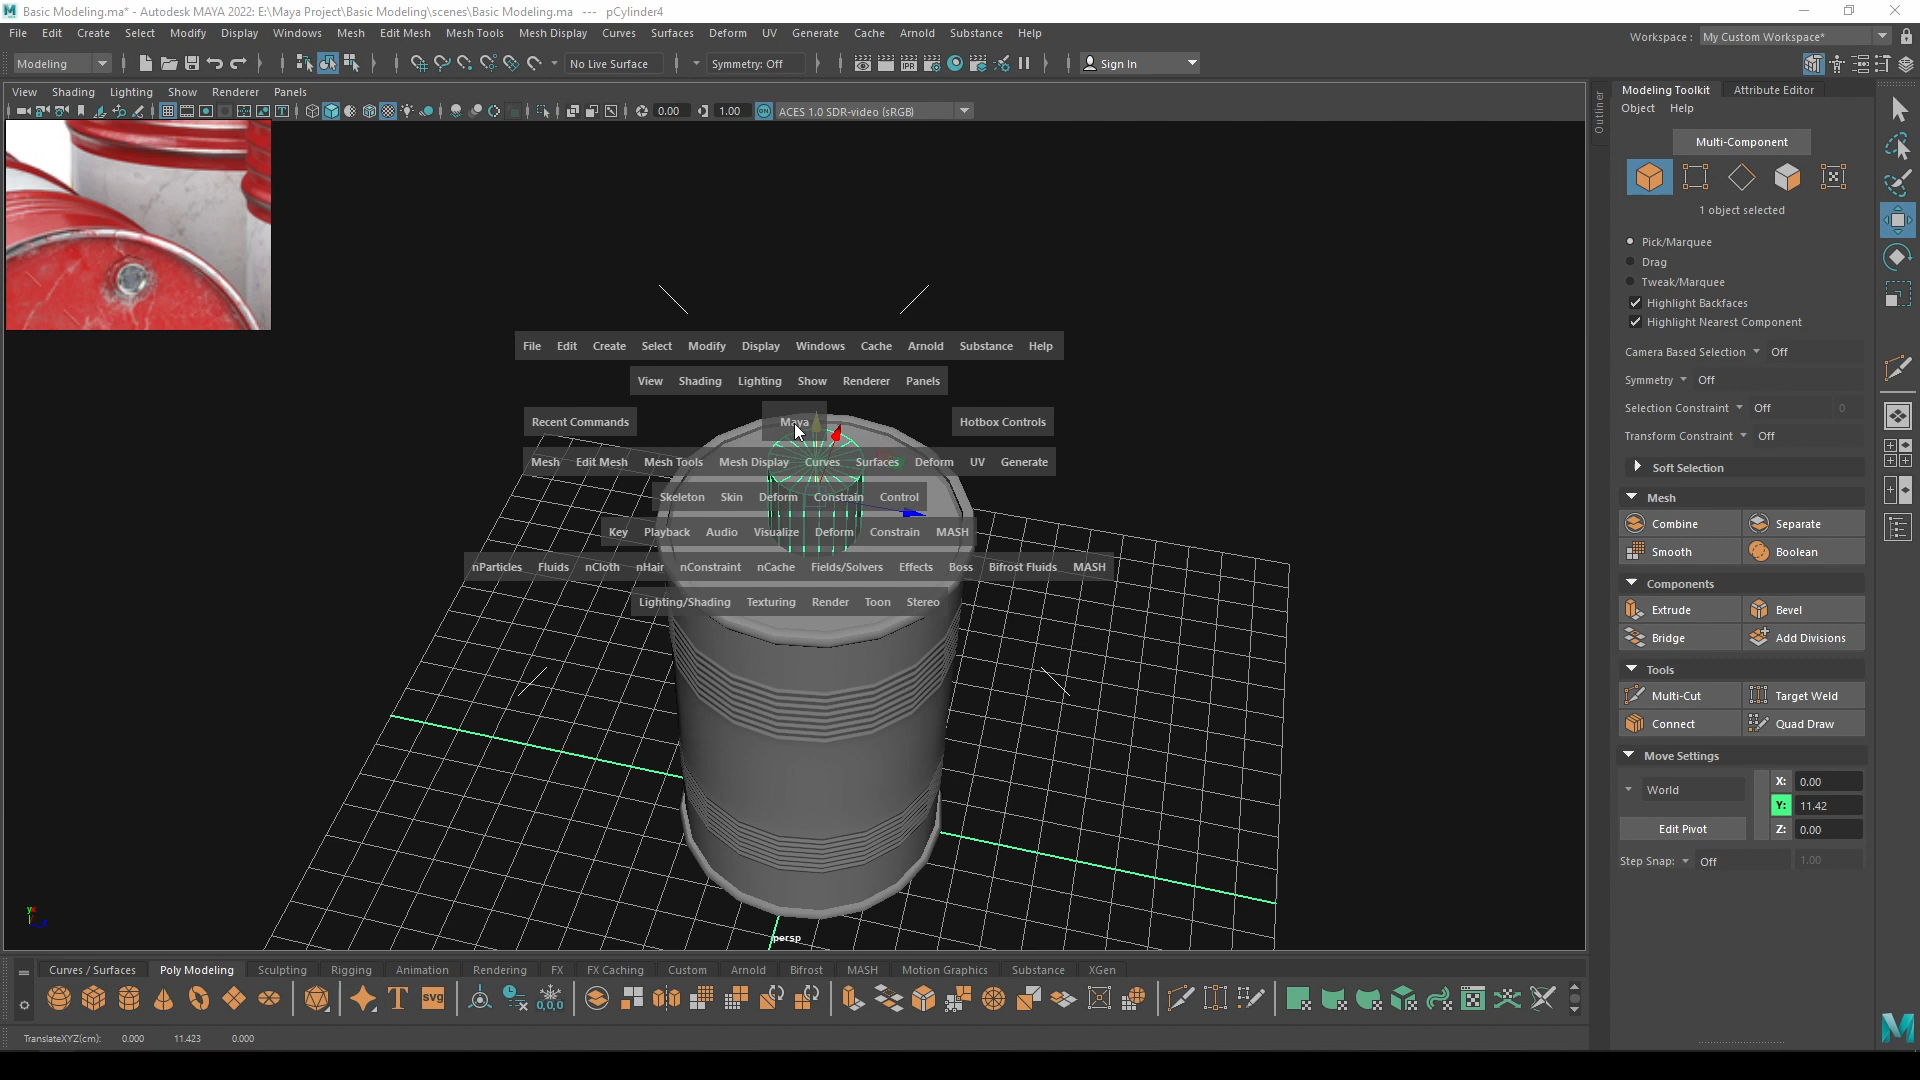 Basic Modeling.ma* - Autodesk MAYA 2022: E:\Maya Project\Basic Modeling\scenes\Basic Modeling.ma --- pCylinder4
File Edit Create Select Modify Display Windows Mesh Edit Mesh Mesh Tools Mesh Display Curves Surfaces Deform UV Generate Cache Arnold Substance Help
Workspace : My Custom Workspace*
Modeling No Live Surface Symmetry: Off IPR Sign In
View Shading Lighting Show Renderer Panels
0.00 1.00 ON ACES 1.0 SDR-video (sRGB)
Outliner
Modeling Toolkit Attribute Editor
Object Help
Multi-Component
1 object selected
Pick/Marquee
Drag
Tweak/Marquee
Highlight Backfaces
Highlight Nearest Component
Camera Based Selection Off
Symmetry Off
Selection Constraint Off 0
Transform Constraint Off
Soft Selection
Mesh
Combine Separate
Smooth Boolean
Components
Extrude Bevel
Bridge Add Divisions
Tools
Multi-Cut Target Weld
Connect Quad Draw
Move Settings
World
X: 0.00
Y: 11.42
Edit Pivot
Z: 0.00
Step Snap: Off 1.00
File Edit Create Select Modify Display Windows Cache Arnold Substance Help
View Shading Lighting Show Renderer Panels
Recent Commands Maya Hotbox Controls
Mesh Edit Mesh Mesh Tools Mesh Display Curves Surfaces Deform UV Generate
Skeleton Skin Deform Constrain Control
Key Playback Audio Visualize Deform Constrain MASH
nParticles Fluids nCloth nHair nConstraint nCache Fields/Solvers Effects Boss Bifrost Fluids MASH
Lighting/Shading Texturing Render Toon Stereo
persp
Curves / Surfaces Poly Modeling Sculpting Rigging Animation Rendering FX FX Caching Custom Arnold Bifrost MASH Motion Graphics Substance XGen
T SVG 0,0,0
TranslateXYZ(cm): 0.000 11.423 0.000